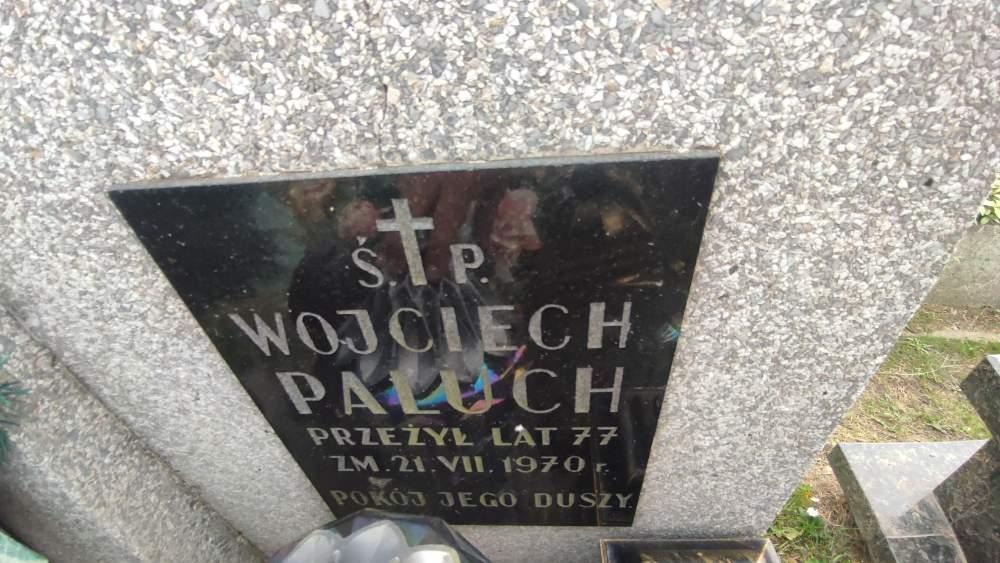 Ś. P.
WOJCIECH
PALUCH
PRZEŻYŁ LAT 77
ZM. 21. VII. 1970 r.
POKÓJ JEGO DUSZY.